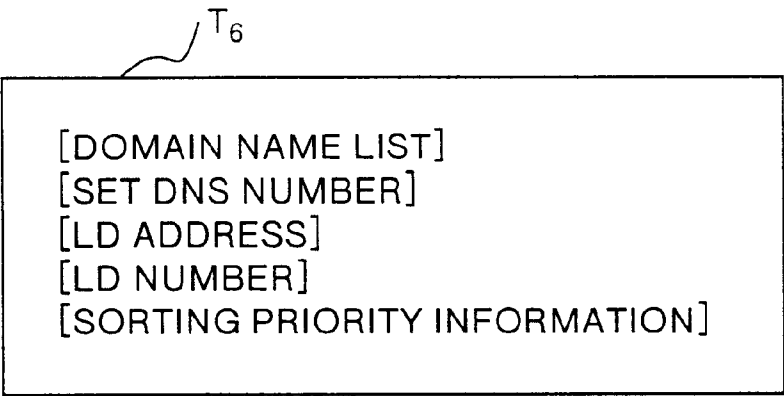 T6
[DOMAIN NAME LIST]
[SET DNS NUMBER]
[LD ADDRESS]
[LD NUMBER]
[SORTING PRIORITY INFORMATION]